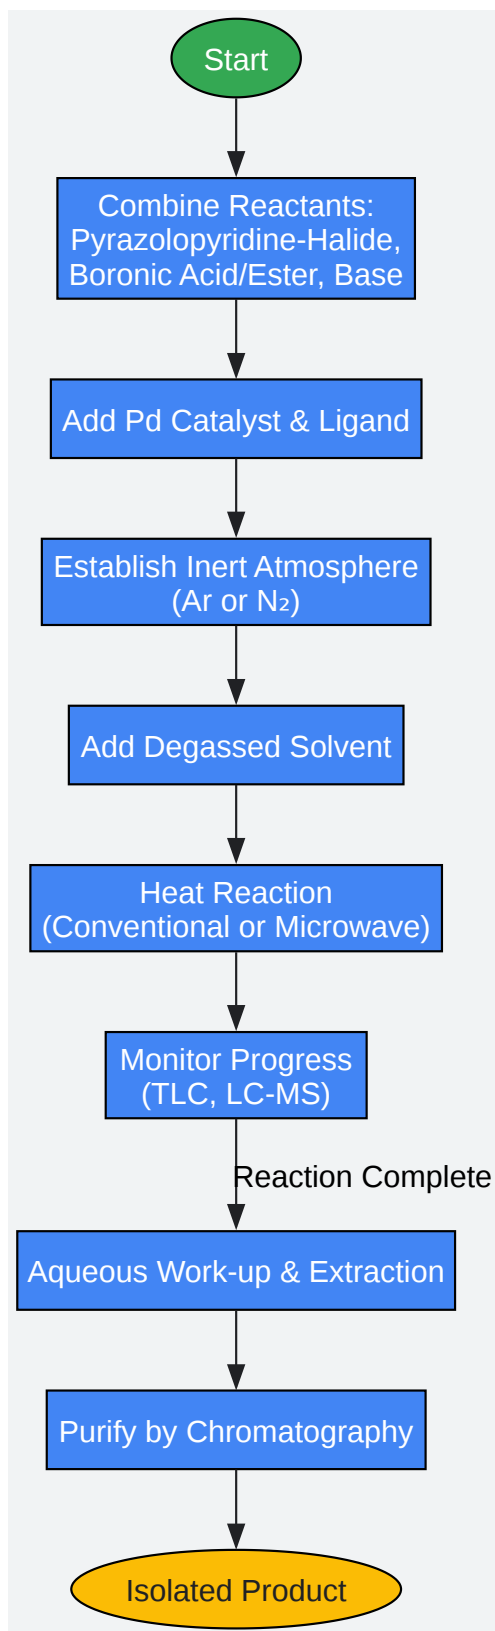 Start
Combine Reactants:
Pyrazolopyridine-Halide,
Boronic Acid/Ester, Base
Add Pd Catalyst & Ligand
Establish Inert Atmosphere
(Ar or N₂)
Add Degassed Solvent
Heat Reaction
(Conventional or Microwave)
Monitor Progress
(TLC, LC-MS)
Reaction Complete
Aqueous Work-up & Extraction
Purify by Chromatography
Isolated Product